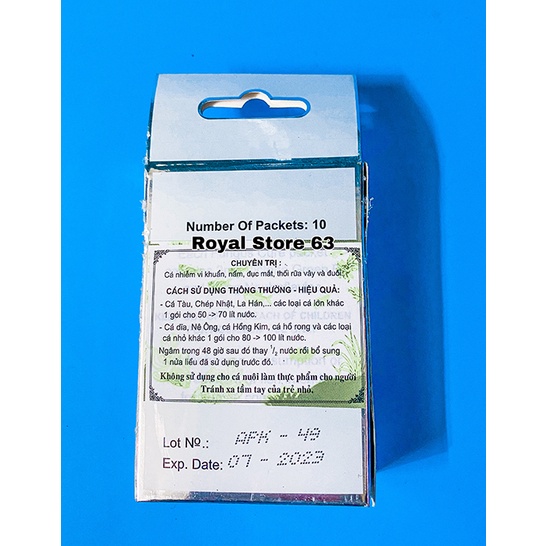 Number Of Packets: 10
Royal Store 63
CHUYÊN TRỊ :
Cá nhiễm vi khuẩn, nấm, đục mắt, thối rữa vây và đuôi.
CÁCH SỬ DỤNG THÔNG THƯỜNG - HIỆU QUẢ:
- Cá Tàu, Chép Nhật, La Hán,... các loại cá lớn khác
1 gói cho 50 -> 70 lít nước.
- Cá dĩa, Nê Ông, cá Hồng Kim, cá hổ rong và các loại
cá nhỏ khác 1 gói cho 80 -> 100 lít nước.
Ngâm trong 48 giờ sau đó thay 1/2 nước rồi bổ sung
1 nửa liều đã sử dụng trước đó.
Không sử dụng cho cá nuôi làm thực phẩm cho người
Tránh xa tầm tay của trẻ nhỏ.
Lot No.: APK - 49
Exp. Date: 07 - 2023